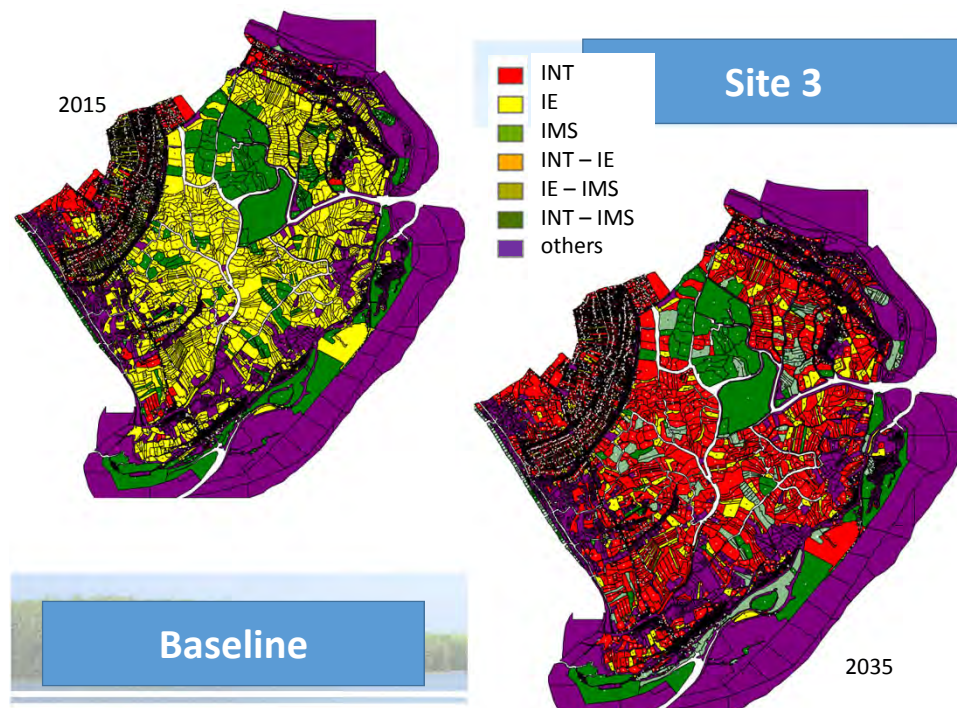 2015
INT
IE
IMS
INT – IE
IE – IMS
INT – IMS
others
Site 3
Baseline
2035